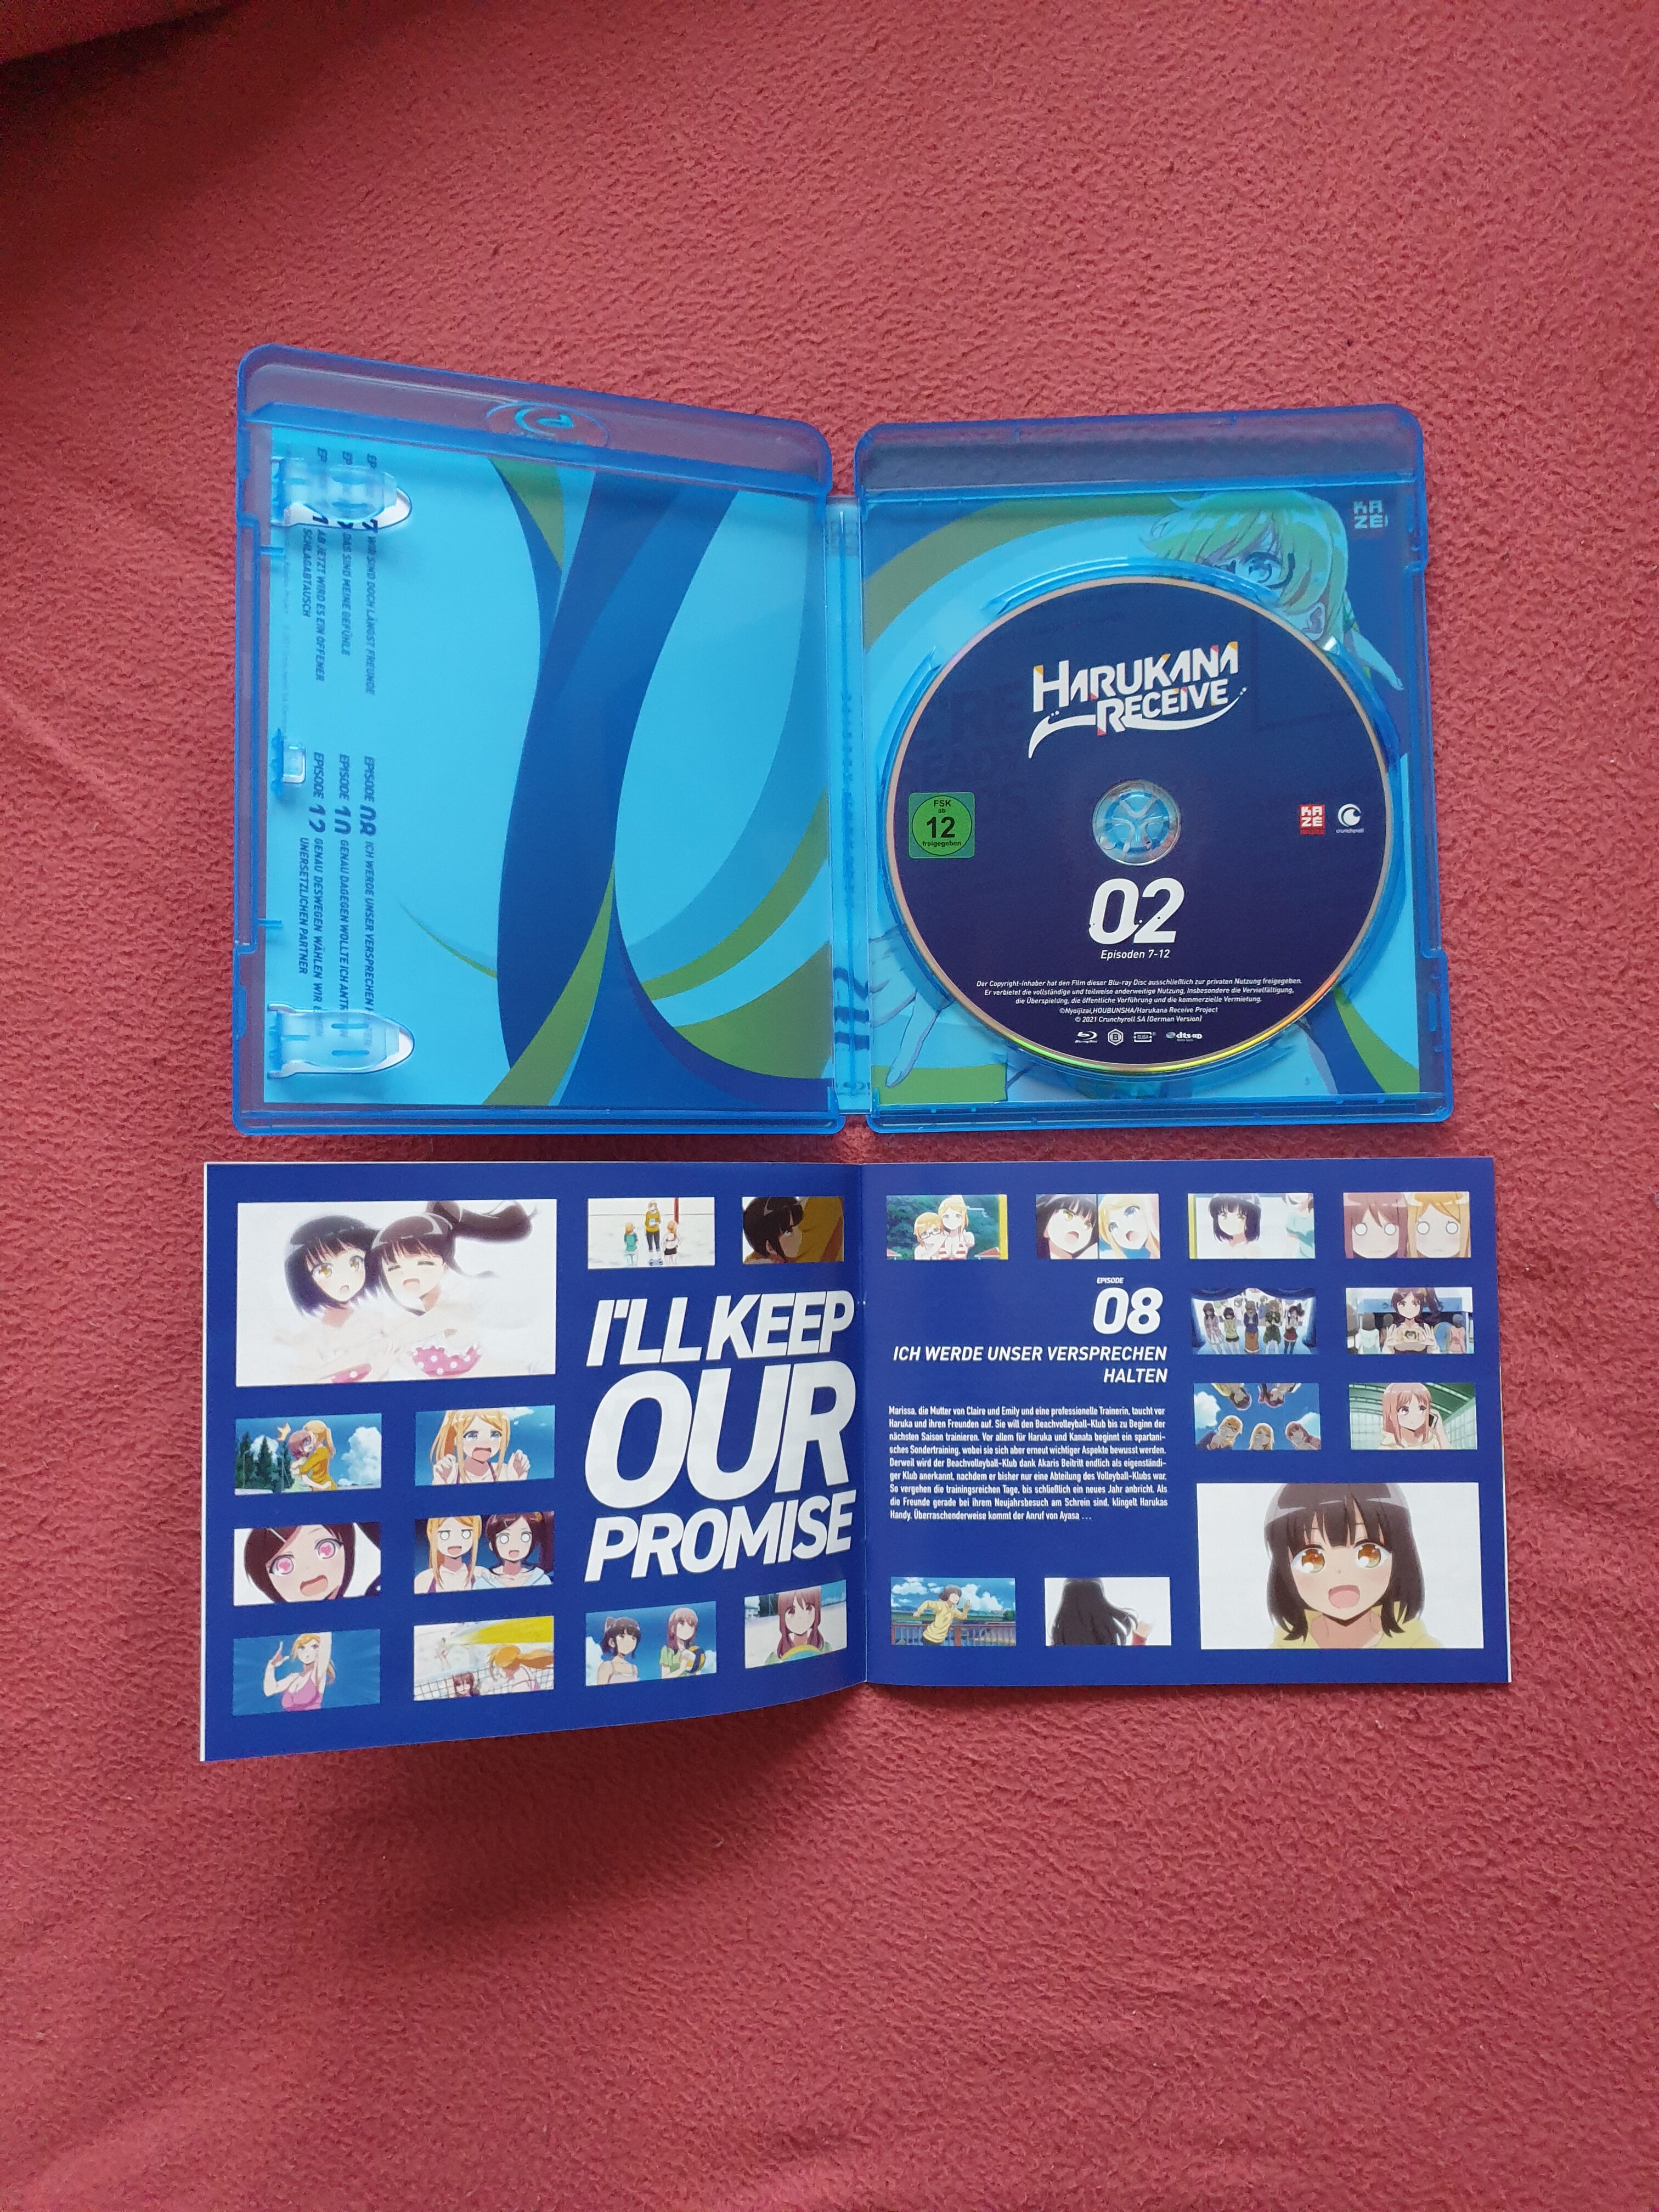 WIR SIND DOCH LÄNGST FREUNDE
DAS SIND MEINE GEFÜHLE
AB JETZT WIRD ES EIN OFFENER
SCHLAGABTAUSCH
EPISODE 08 ICH WERDE UNSER VERSPRECHEN
EPISODE 10 GENAU DAGEGEN WOLLTE ICH
EPISODE 12 GENAU DESWEGEN WÄHLEN WIR
UNERSETZLICHEN PARTNER
KAZÉ
HARUKANA
RECEIVE
FSK
ab
12
freigegeben
KAZÉ
crunchyroll
02
Episoden 7-12
Der Copyright-Inhaber hat den Film dieser Blu-ray Disc ausschließlich zur privaten Nutzung freigegeben.
Er verbietet die vollständige und teilweise anderweitige Nutzung, insbesondere die Vervielfältigung,
die Überspielung, die öffentliche Vorführung und die kommerzielle Vermietung.
©Nyoijizai,HOUBUNSHA/Harukana Receive Project
© 2021 Crunchyroll SA (German Version)
B
dts-HD
I'LL KEEP
OUR
PROMISE
EPISODE
08
ICH WERDE UNSER VERSPRECHEN
HALTEN
Marissa, die Mutter von Claire und Emily und eine professionelle Trainerin, taucht vor
Haruka und ihren Freunden auf. Sie will den Beachvolleyball-Klub bis zu Beginn der
nächsten Saison trainieren. Vor allem für Haruka und Kanata beginnt ein spartani-
sches Sondertraining, wobei sie sich aber erneut wichtiger Aspekte bewusst werden.
Derweil wird der Beachvolleyball-Klub dank Akaris Beitritt endlich als eigenständi-
ger Klub anerkannt, nachdem er bisher nur eine Abteilung des Volleyball-Klubs war.
So vergehen die trainingsreichen Tage, bis schließlich ein neues Jahr anbricht. Als
die Freunde gerade bei ihrem Neujahrsbesuch am Schrein sind, klingelt Harukas
Handy. Überraschenderweise kommt der Anruf von Ayasa ...